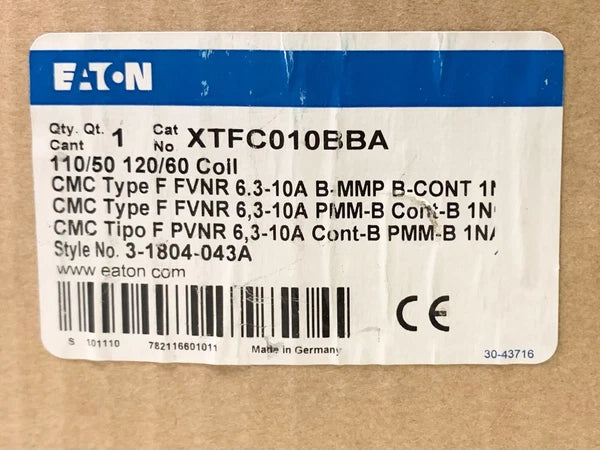 EATON
Qty. Qt. Cant 1 Cat No XTFC010BBA
110/50 120/60 Coil
CMC Type F FVNR 6.3-10A B-MMP B-CONT
CMC Type F FVNR 6,3-10A PMM-B Cont-B
CMC Tipo F PVNR 6,3-10A Cont-B PMM-B
Style No. 3-1804-043A
www eaton com
S 101110 782116601011 Made in Germany
CE
30-43716